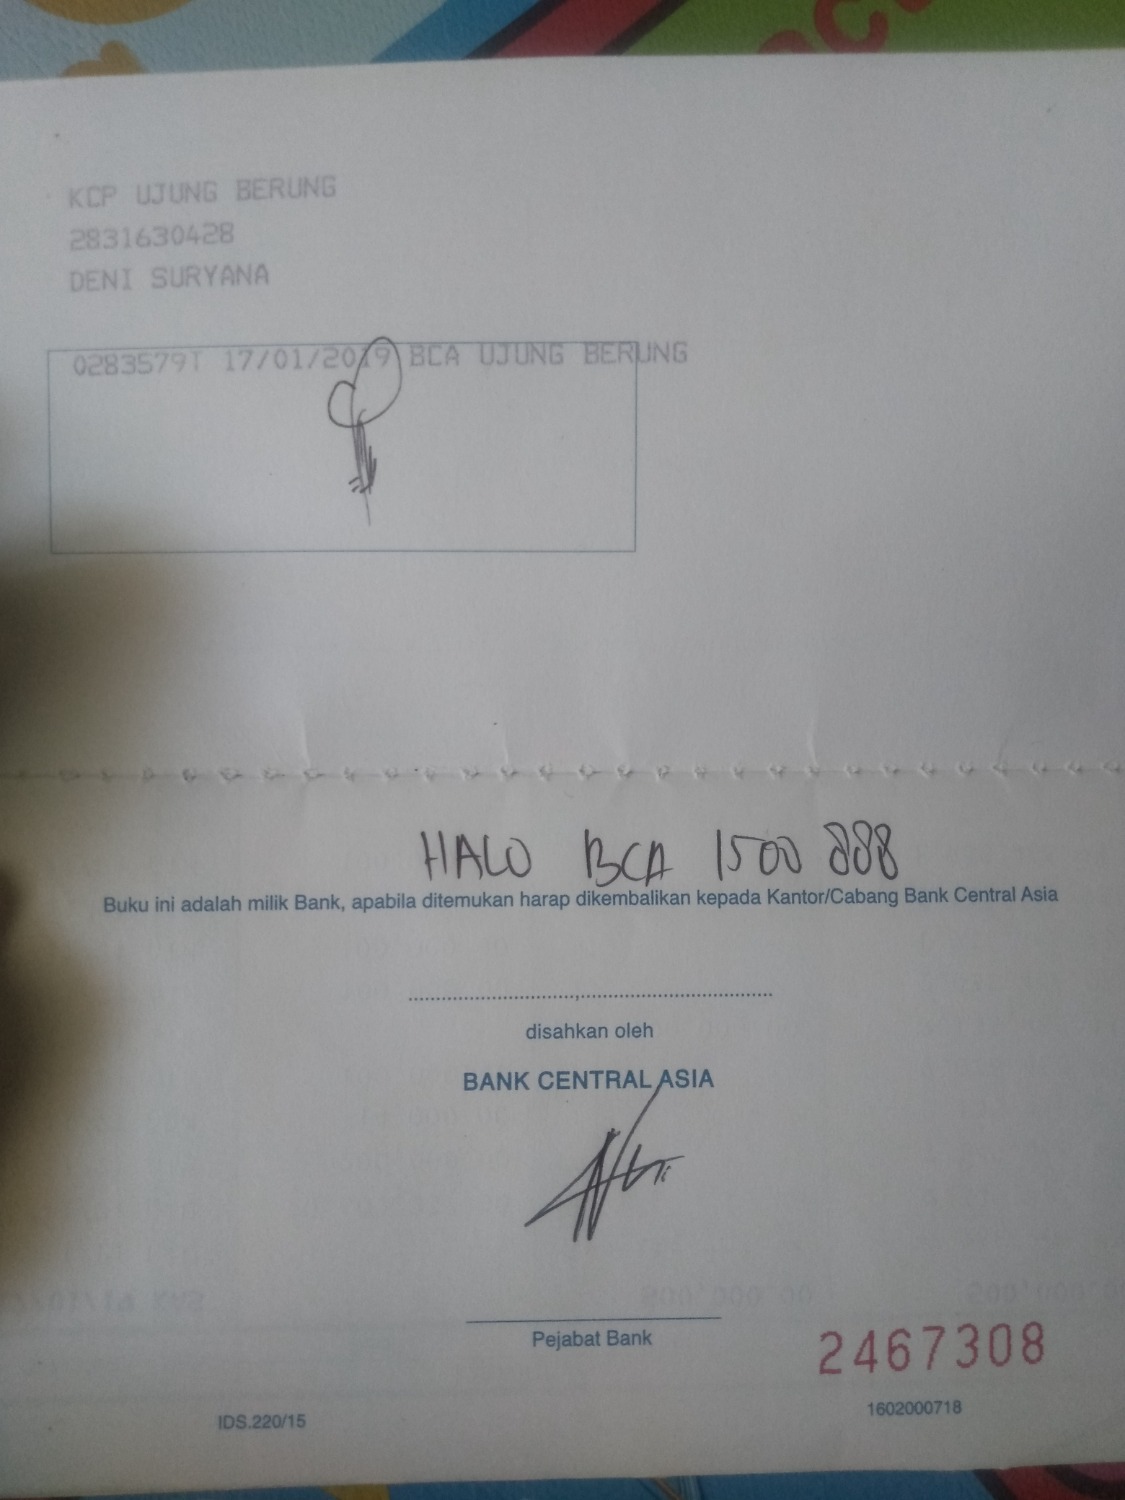 KCP UJUNG BERUNG
2831630428
DENI SURYANA
0283579T 17/01/2019 BCA UJUNG BERUNG
HALO BCA 1500 888
Buku ini adalah milik Bank, apabila ditemukan harap dikembalikan kepada Kantor/Cabang Bank Central Asia
disahkan oleh
BANK CENTRAL ASIA
Pejabat Bank
2467308
IDS.220/15
1602000718